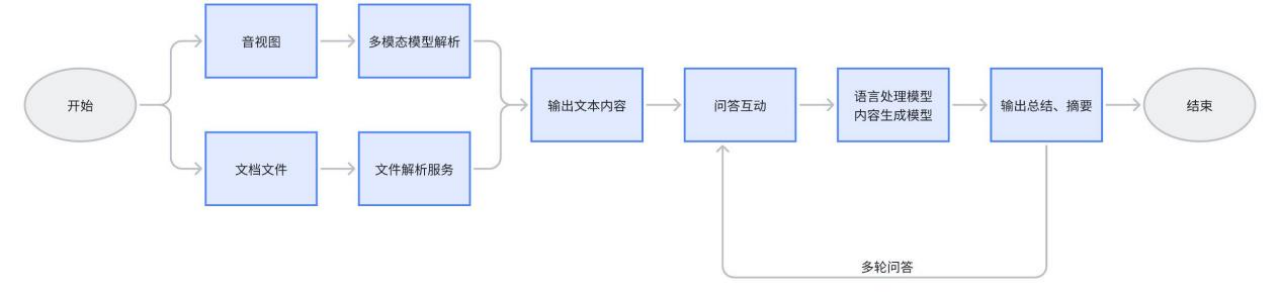 开始
音视图
多模态模型解析
文档文件
文件解析服务
输出文本内容
问答互动
语言处理模型
内容生成模型
输出总结、摘要
结束
多轮问答